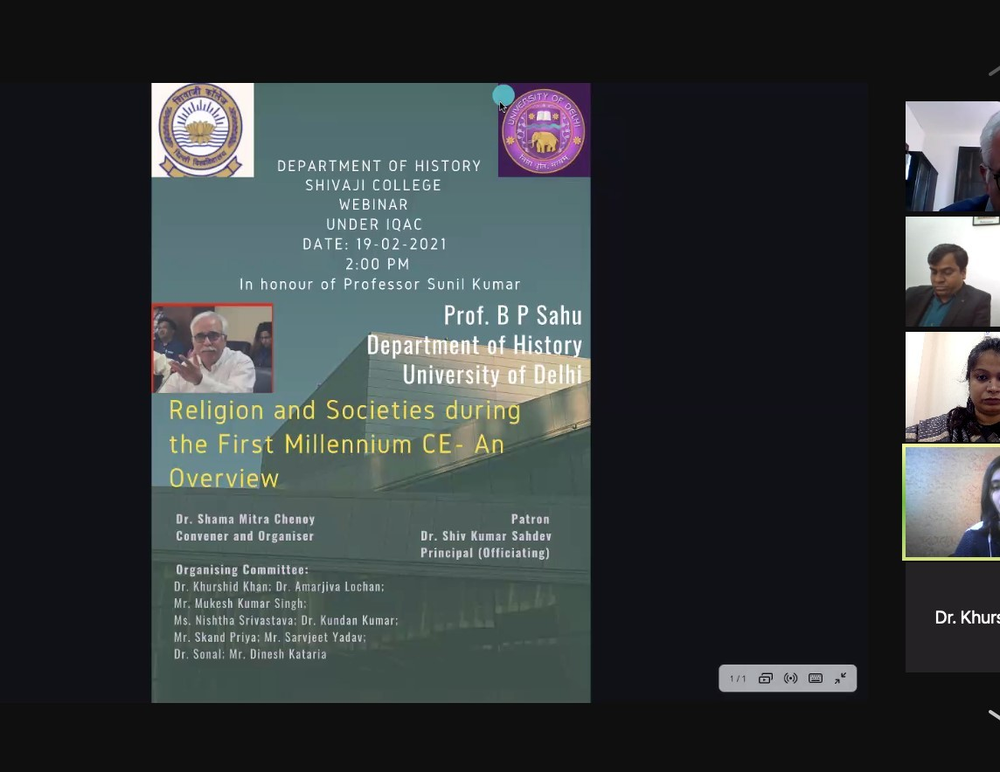 शिवाजी कॉलेज
दिल्ली विश्वविद्यालय
UNIVERSITY OF DELHI
DEPARTMENT OF HISTORY
SHIVAJI COLLEGE
WEBINAR
UNDER IQAC
DATE: 19-02-2021
2:00 PM
In honour of Professor Sunil Kumar
Prof. B P Sahu
Department of History
University of Delhi
Religion and Societies during
the First Millennium CE- An
Overview
Dr. Shama Mitra Chenoy
Convener and Organiser
Patron
Dr. Shiv Kumar Sahdev
Principal (Officiating)
Organising Committee:
Dr. Khurshid Khan; Dr. Amarjiva Lochan;
Mr. Mukesh Kumar Singh;
Ms. Nishtha Srivastava; Dr. Kundan Kumar;
Mr. Skand Priya; Mr. Sarvjeet Yadav;
Dr. Sonal; Mr. Dinesh Kataria
1/1
Dr. Khurs